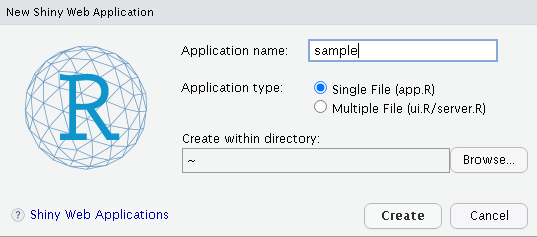 New Shiny Web Application
Application name: sample
Application type: Single File (app.R)
Multiple File (ui.R/server.R)
Create within directory:
~ Browse...
R
? Shiny Web Applications Create Cancel